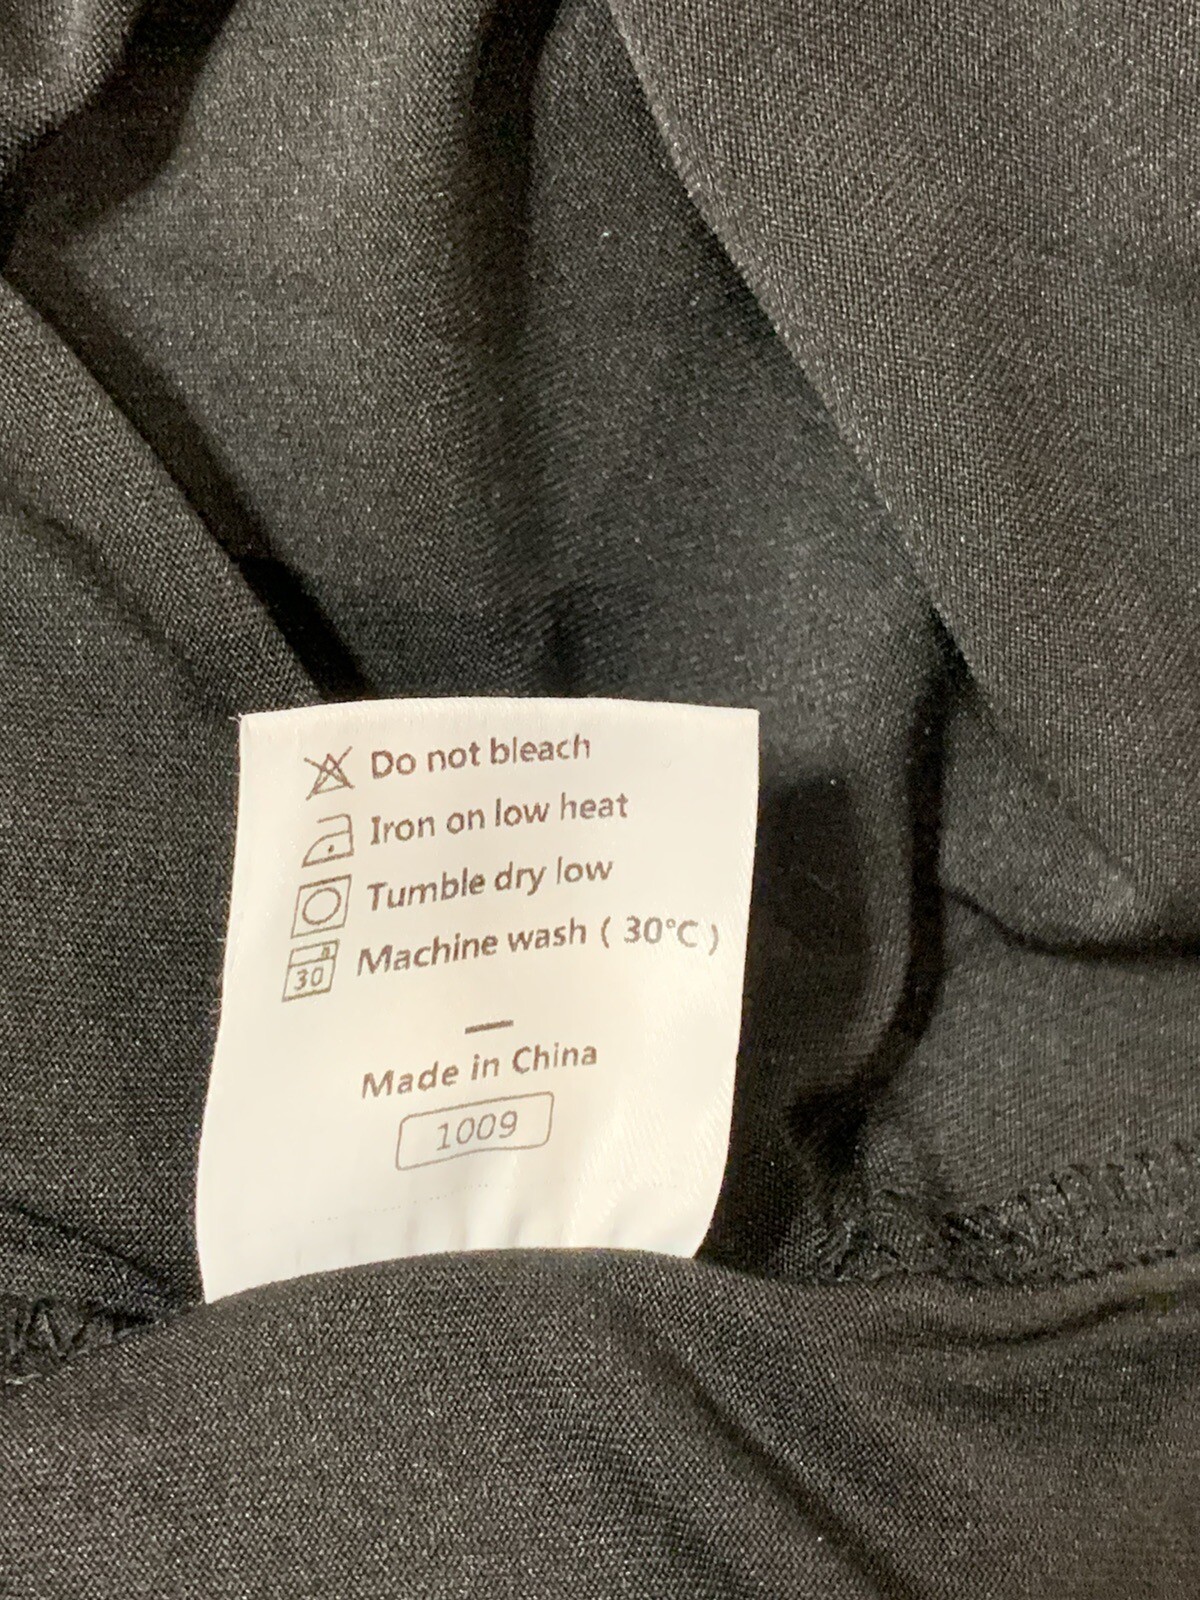 Do not bleach
Iron on low heat
Tumble dry low
30
Machine wash ( 30°C )
Made in China
1009